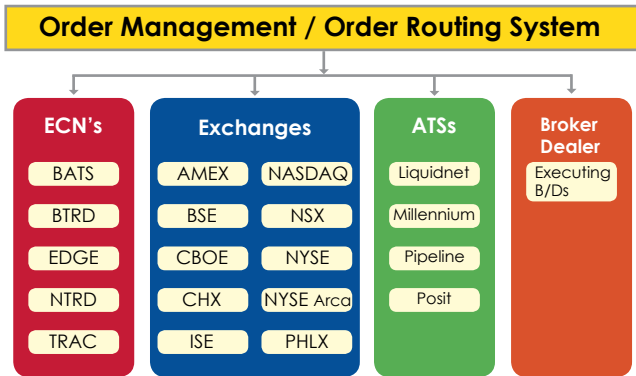 Order Management / Order Routing System
ECN's
BATS
BTRD
EDGE
NTRD
TRAC
Exchanges
AMEX
NASDAQ
BSE
NSX
CBOE
NYSE
CHX
NYSE Arca
ISE
PHLX
ATSs
Liquidnet
Millennium
Pipeline
Posit
Broker
Dealer
Executing
B/Ds